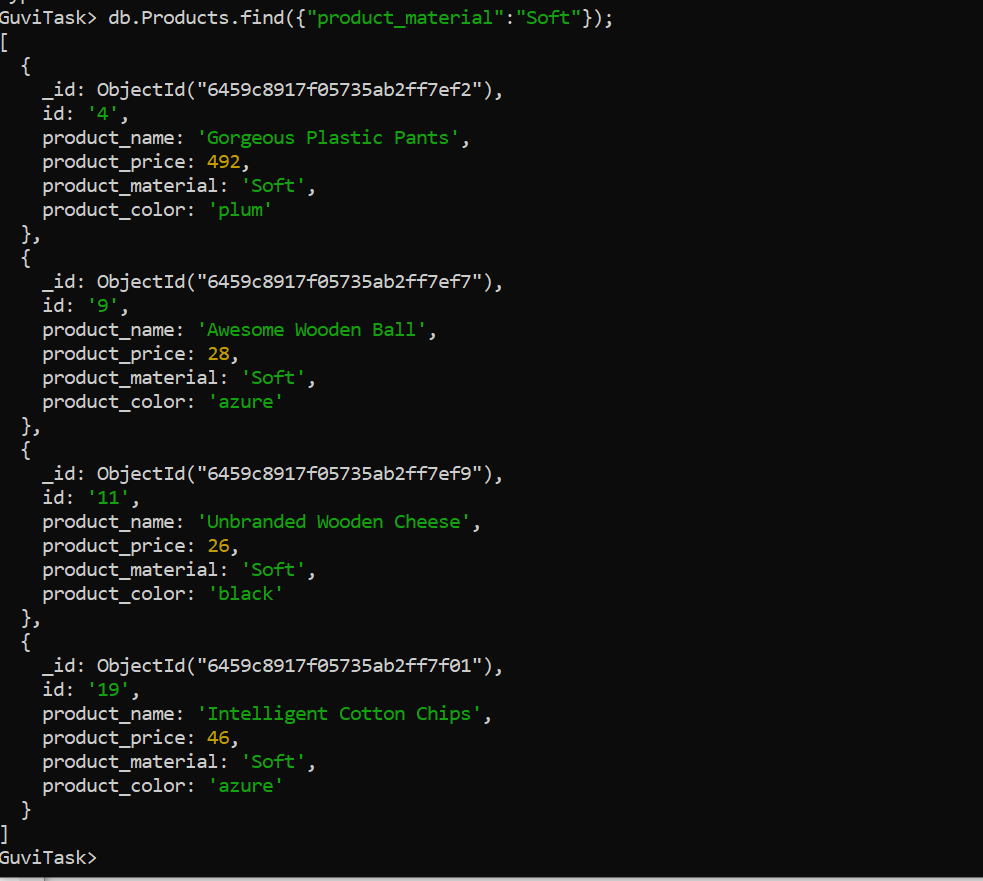 GuviTask> db.Products.find({"product_material":"Soft"});
[
  {
    _id: ObjectId("6459c8917f05735ab2ff7ef2"),
    id: '4',
    product_name: 'Gorgeous Plastic Pants',
    product_price: 492,
    product_material: 'Soft',
    product_color: 'plum'
  },
  {
    _id: ObjectId("6459c8917f05735ab2ff7ef7"),
    id: '9',
    product_name: 'Awesome Wooden Ball',
    product_price: 28,
    product_material: 'Soft',
    product_color: 'azure'
  },
  {
    _id: ObjectId("6459c8917f05735ab2ff7ef9"),
    id: '11',
    product_name: 'Unbranded Wooden Cheese',
    product_price: 26,
    product_material: 'Soft',
    product_color: 'black'
  },
  {
    _id: ObjectId("6459c8917f05735ab2ff7f01"),
    id: '19',
    product_name: 'Intelligent Cotton Chips',
    product_price: 46,
    product_material: 'Soft',
    product_color: 'azure'
  }
]
GuviTask>